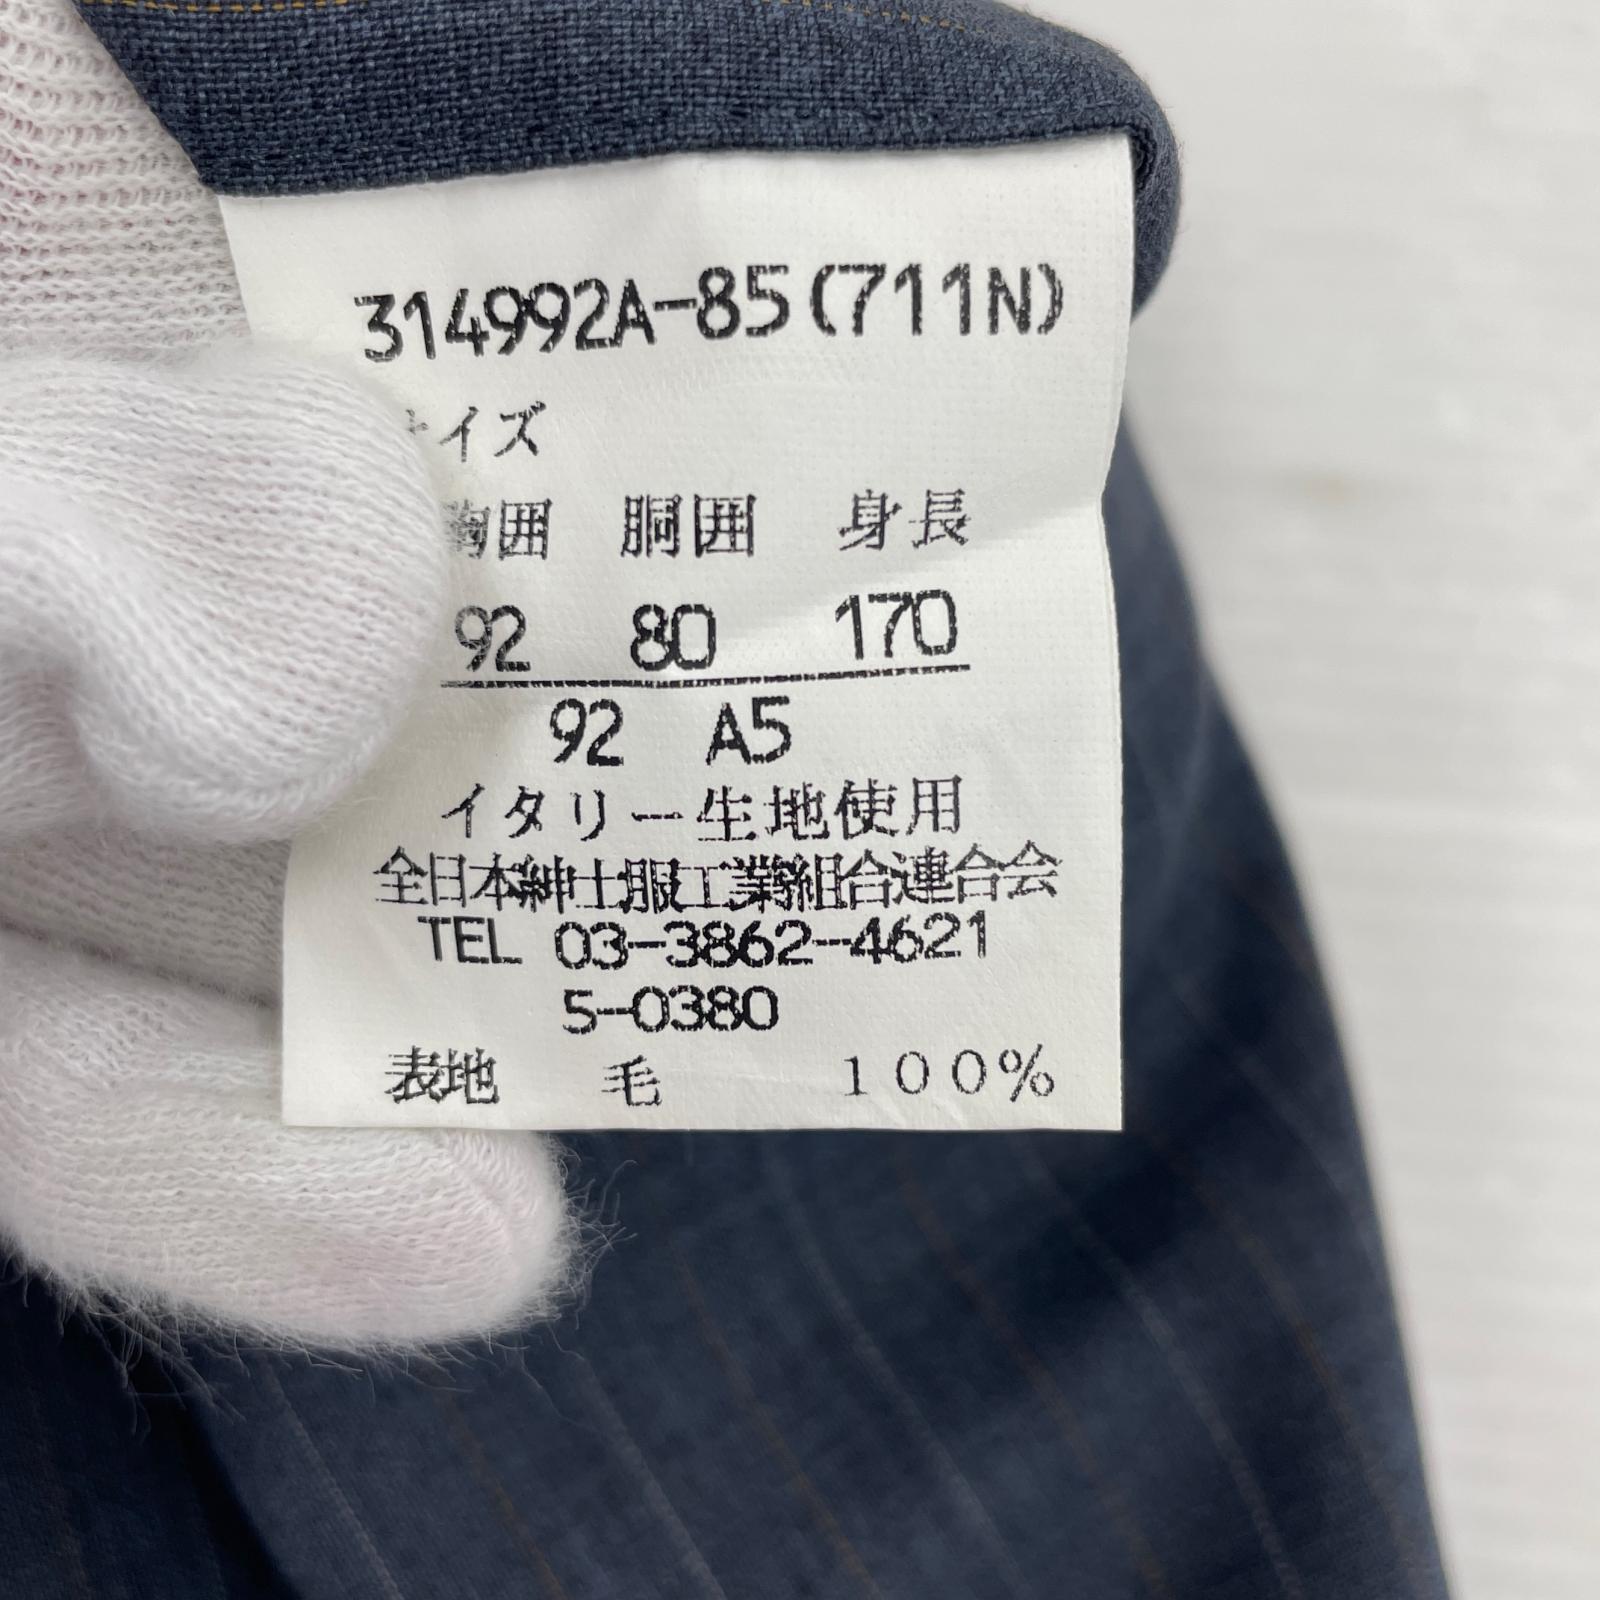 314992A-85(711N)
サイズ
胸囲 胴囲 身長
92 80 170
92 A5
イタリー生地使用
全日本紳士服工業組合連合会
TEL 03-3862-4621
5-0380
表地 毛 100%